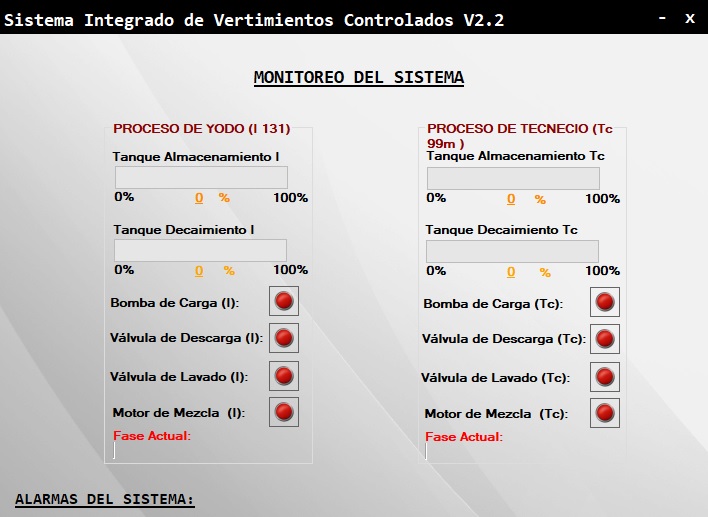 Sistema Integrado de Vertimientos Controlados V2.2 - x
MONITOREO DEL SISTEMA
PROCESO DE YODO (I 131)
Tanque Almacenamiento I
0% 0 % 100%
Tanque Decaimiento I
0% 0 % 100%
Bomba de Carga (I):
Válvula de Descarga (I):
Válvula de Lavado (I):
Motor de Mezcla (I):
Fase Actual:
PROCESO DE TECNECIO (Tc
99m )
Tanque Almacenamiento Tc
0% 0 % 100%
Tanque Decaimiento Tc
0% 0 % 100%
Bomba de Carga (Tc):
Válvula de Descarga (Tc):
Válvula de Lavado (Tc):
Motor de Mezcla (Tc):
Fase Actual:
ALARMAS DEL SISTEMA: